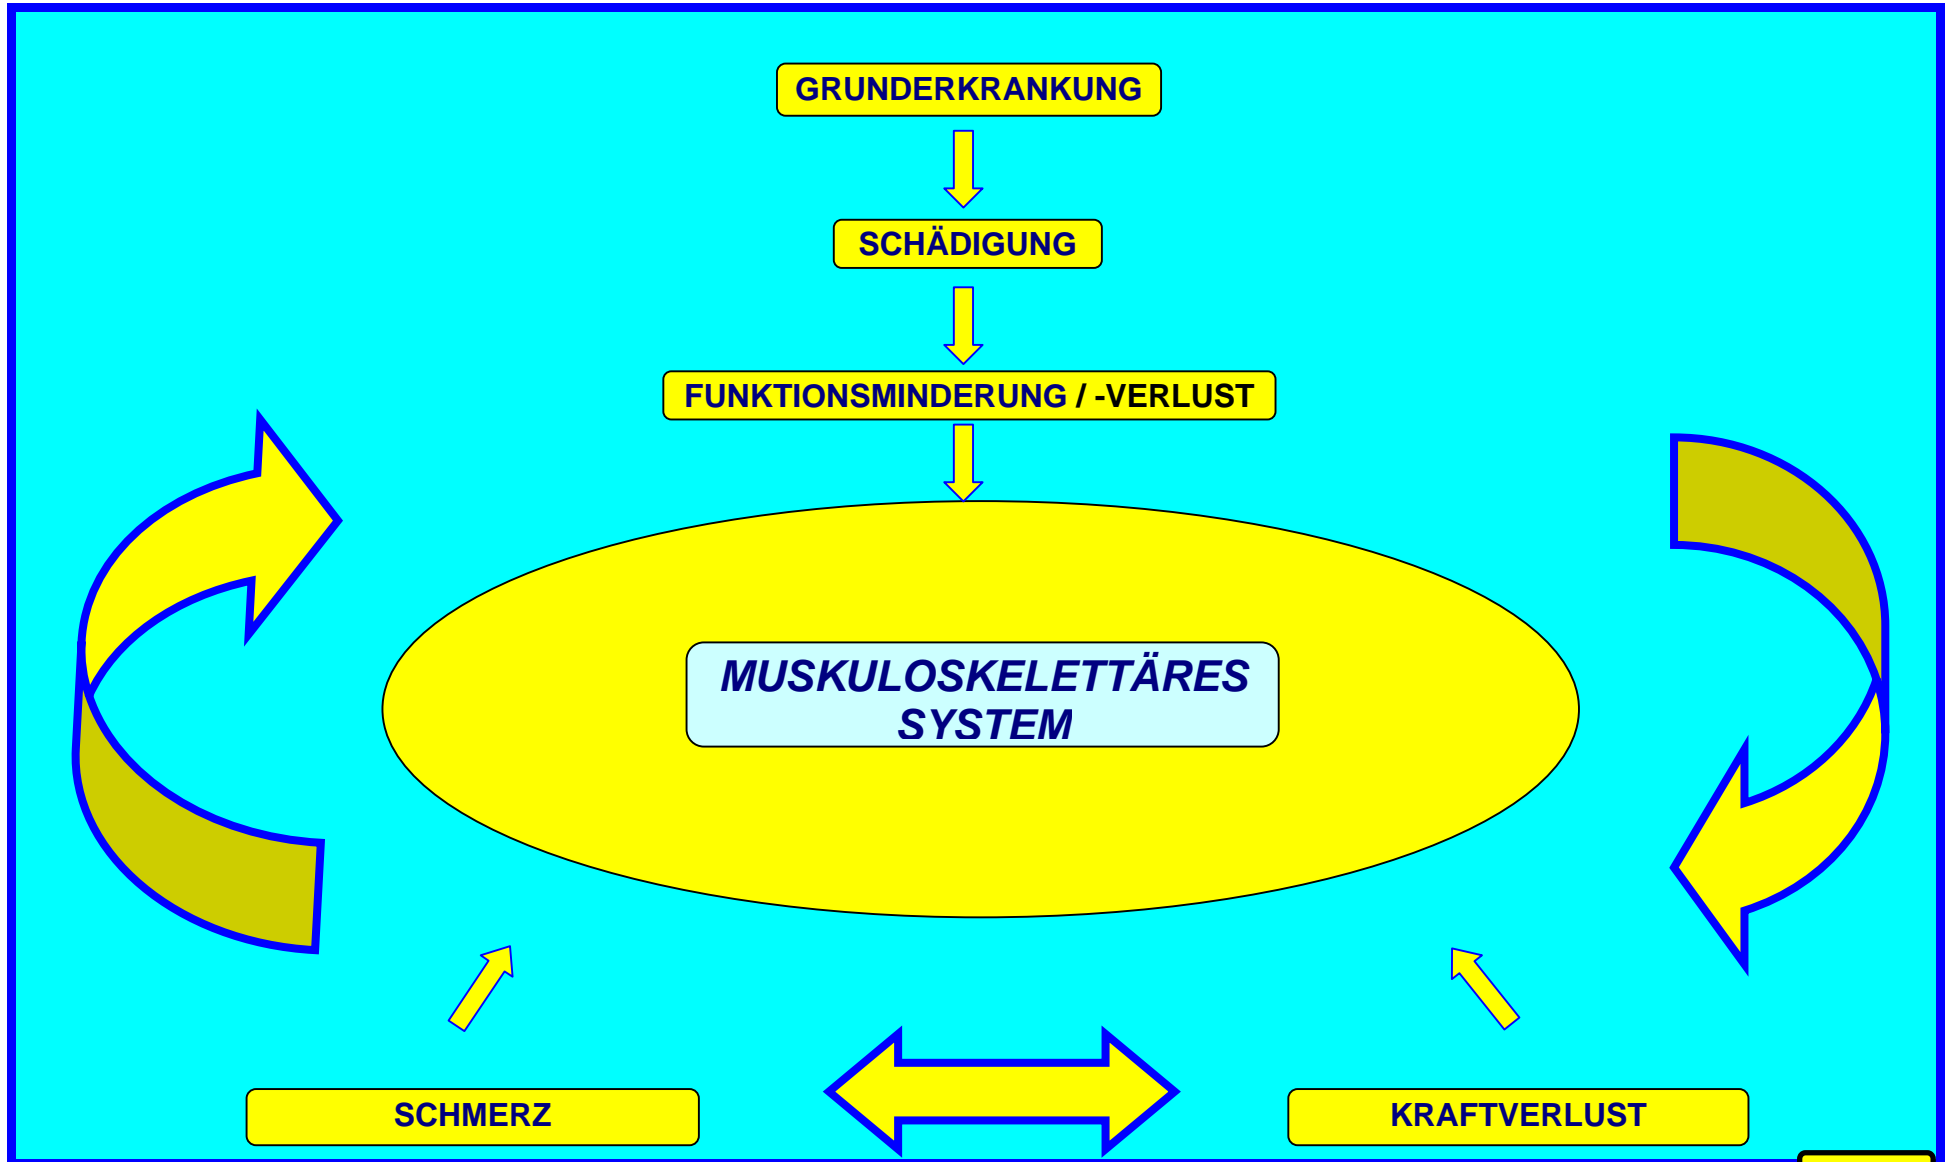 GRUNDERKRANKUNG
SCHÄDIGUNG
FUNKTIONSMINDERUNG / -VERLUST
MUSKULOSKELETTÄRES
SYSTEM
SCHMERZ
KRAFTVERLUST